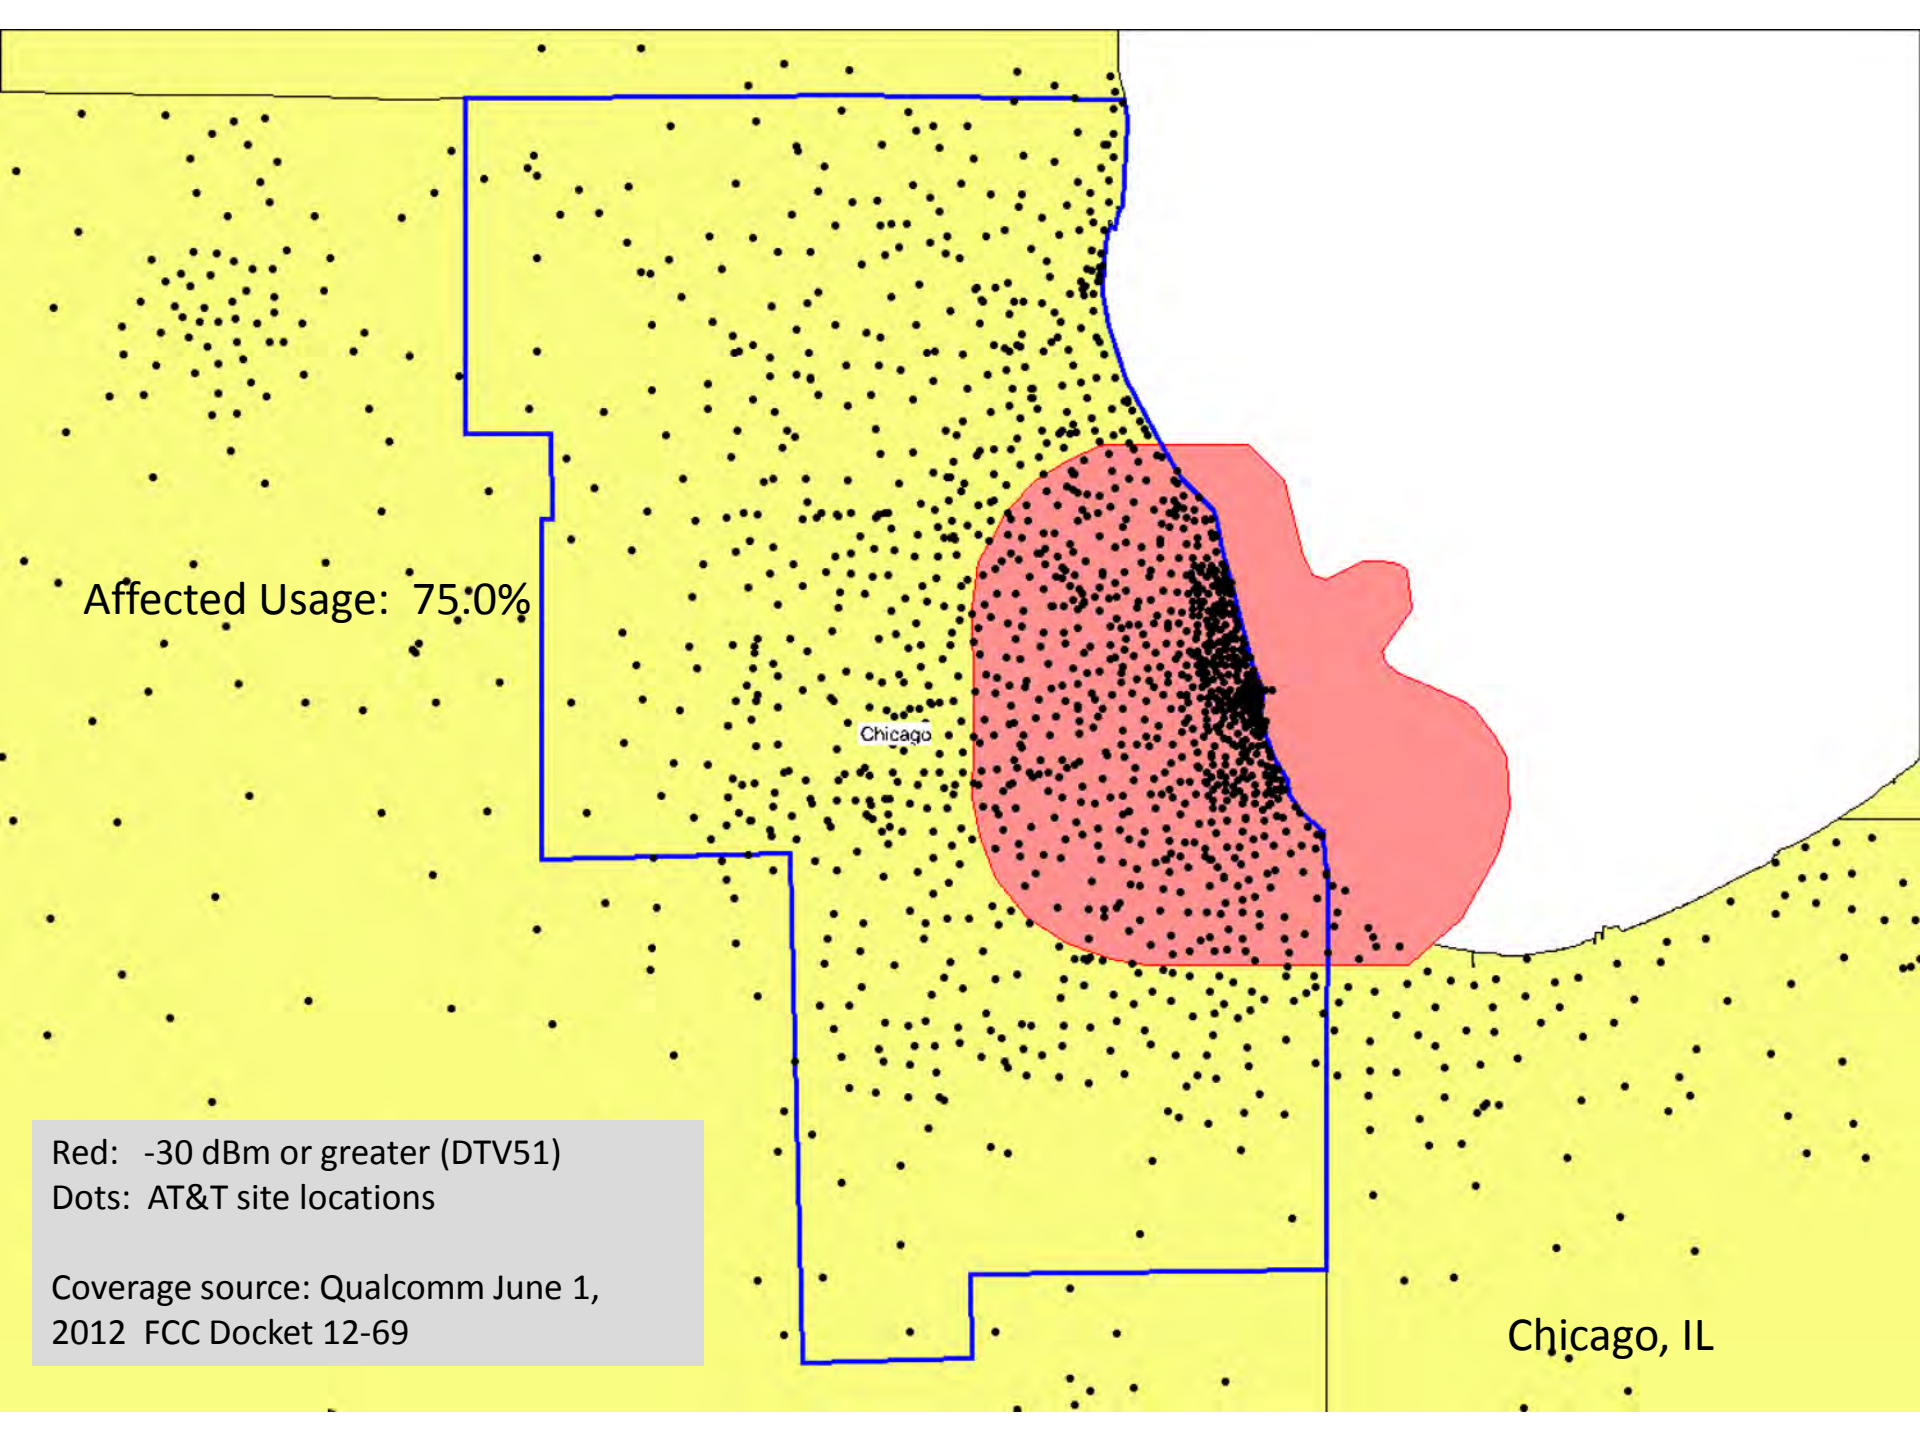 Affected Usage: 75.0%
Chicago
Red: -30 dBm or greater (DTV51)
Dots: AT&T site locations
Coverage source: Qualcomm June 1,
2012 FCC Docket 12-69
Chicago, IL